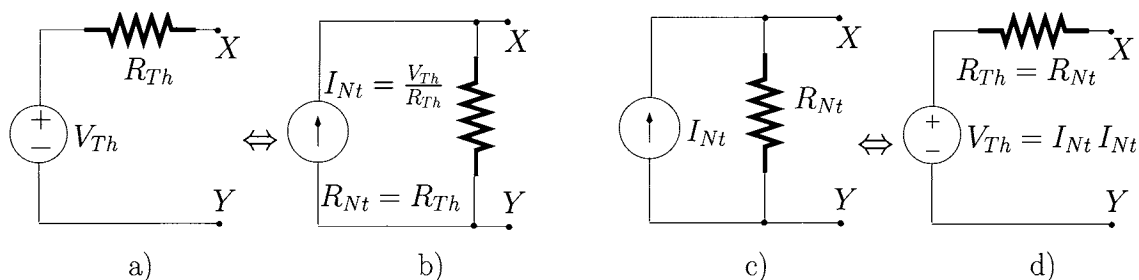 X
R_{Th}
+
−
V_{Th}
Y
a)
⇔
X
I_{Nt} = \frac{V_{Th}}{R_{Th}}
R_{Nt} = R_{Th}
Y
b)
X
R_{Nt}
I_{Nt}
Y
c)
⇔
X
R_{Th} = R_{Nt}
+
−
V_{Th} = I_{Nt} I_{Nt}
Y
d)